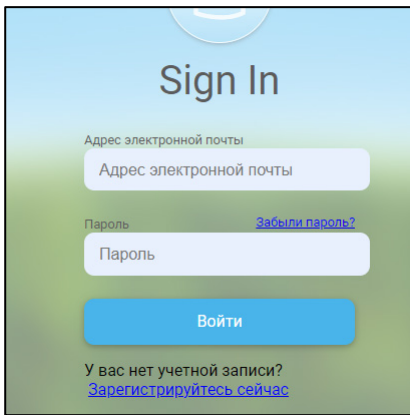 Sign In
Адрес электронной почты
Адрес электронной почты
Пароль Забыли пароль?
Пароль
Войти
У вас нет учетной записи?
Зарегистрируйтесь сейчас